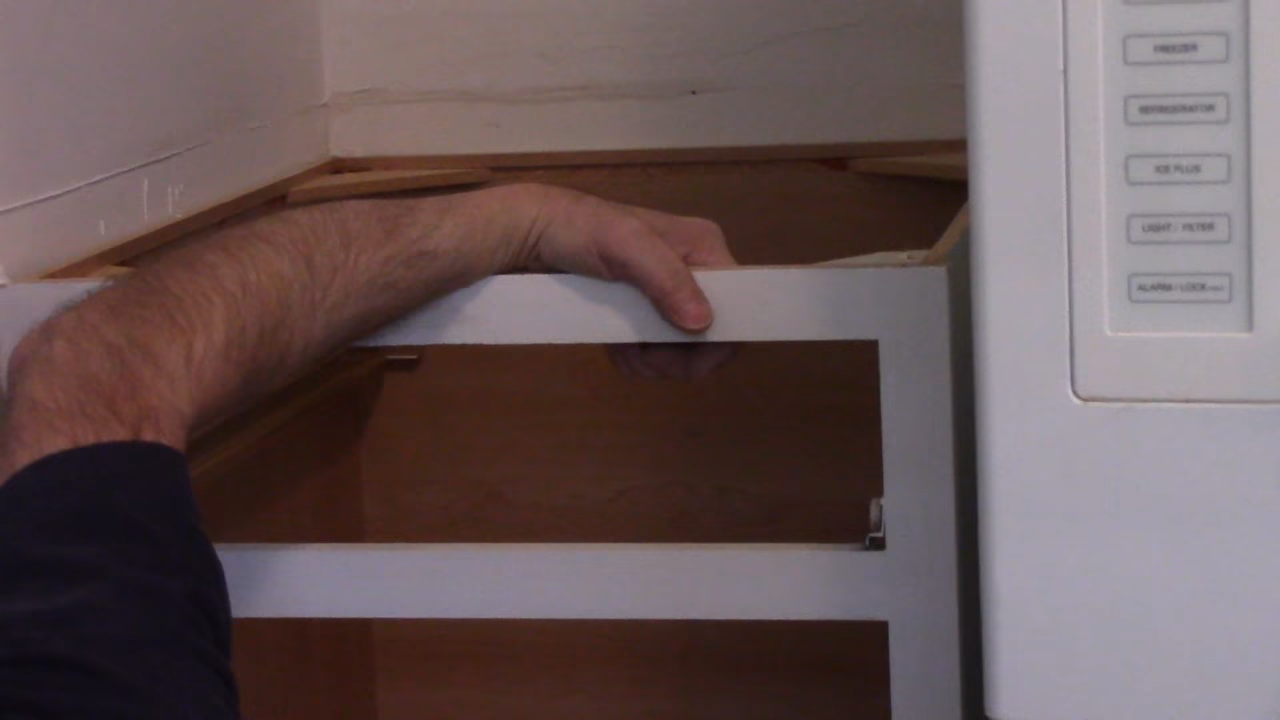 FREEZER
REFRIGERATOR
ICE PLUS
LIGHT / FILTER
ALARM / LOCK